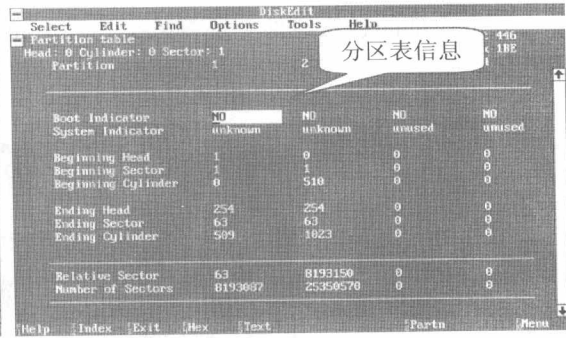 DiskEdit
Select Edit Find Options Tools Help
Partition table : 446
Head: 0 Cylinder: 0 Sector: 1 1BE
Partition 1 2
分区表信息
Boot Indicator NO NO NO NO
System Indicator unknown unknown unused unused
Beginning Head 1 0 0 0
Beginning Sector 1 1 0 0
Beginning Cylinder 0 510 0 0
Ending Head 254 254 0 0
Ending Sector 63 63 0 0
Ending Cylinder 509 1023 0 0
Relative Sector 63 8193150 0 0
Number of Sectors 8193087 25350570 0 0
Help Index Exit Hex Text Partn Menu